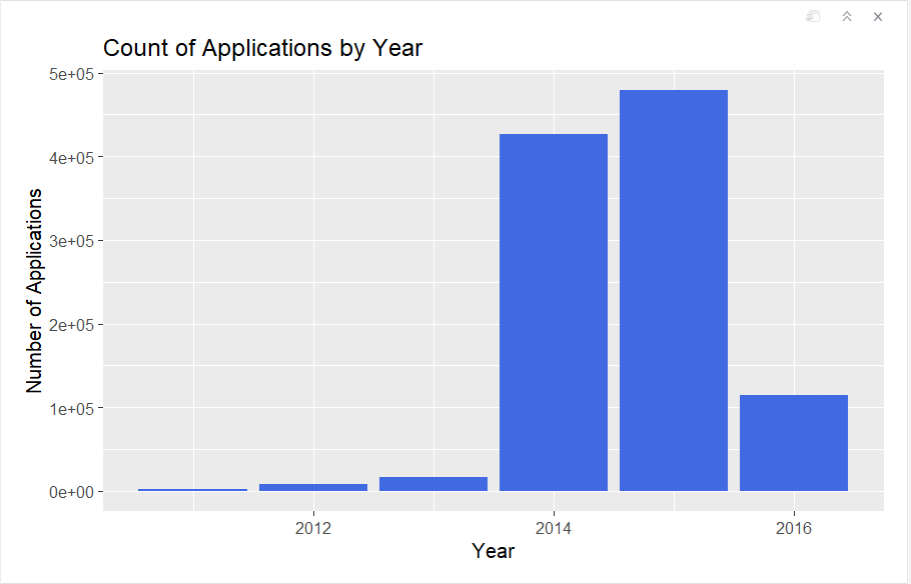 Count of Applications by Year
5e+05
4e+05
3e+05
2e+05
1e+05
0e+00
Number of Applications
2012 2014 2016
Year